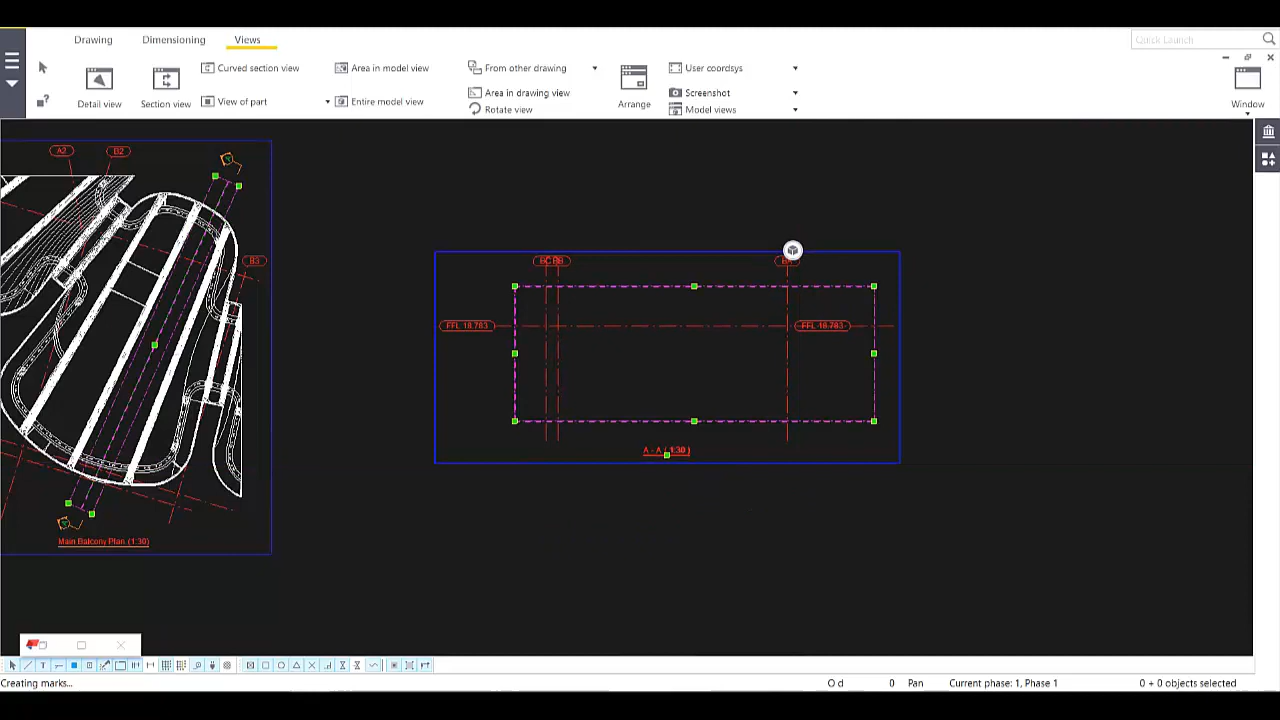 Drawing Dimensioning Views
Quick Launch
Detail view
Section view
Curved section view
View of part
Area in model view
Entire model view
From other drawing
Area in drawing view
Rotate view
Arrange
User coordsys
Screenshot
Model views
Window
A2 B2
B3
Main Balcony Plan (1:30)
FFL 18.783 FFL 18.783
A - A ( 1:30 )
Creating marks... O d 0 Pan Current phase: 1, Phase 1 0 + 0 objects selected